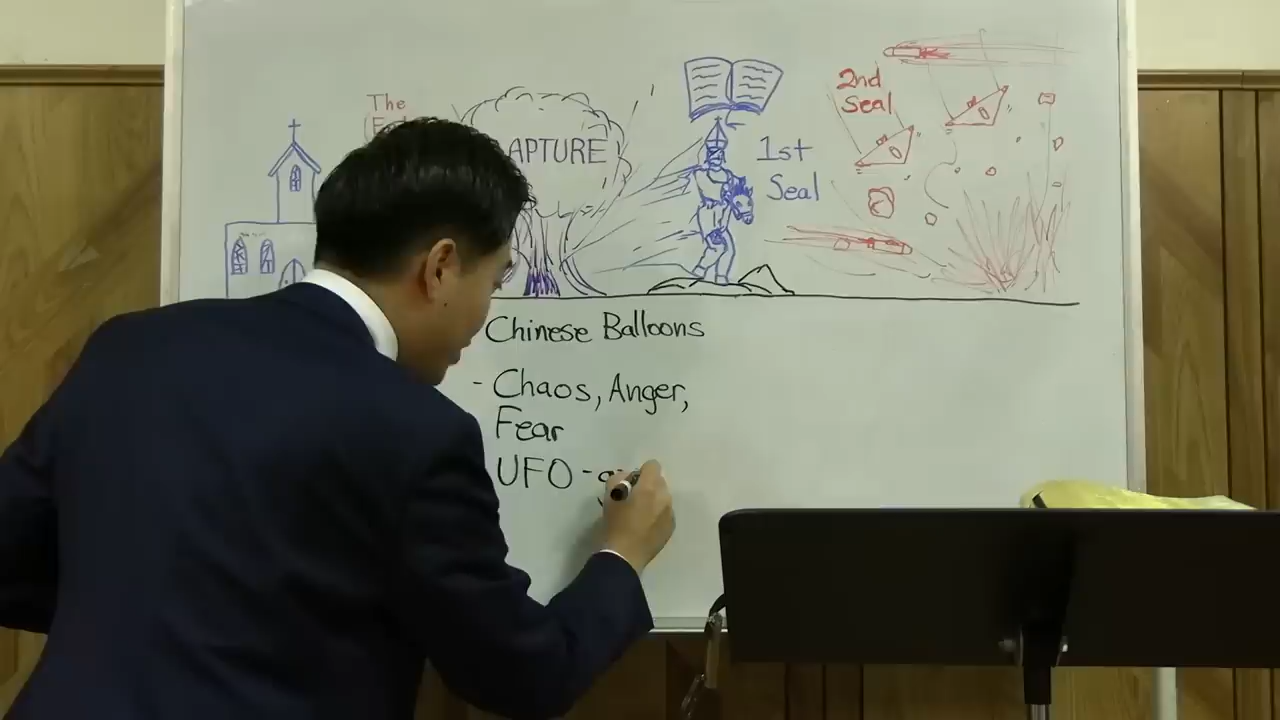 The
APTURE
1st
Seal
2nd
Seal
Chinese Balloons
- Chaos, Anger,
Fear
UFO -